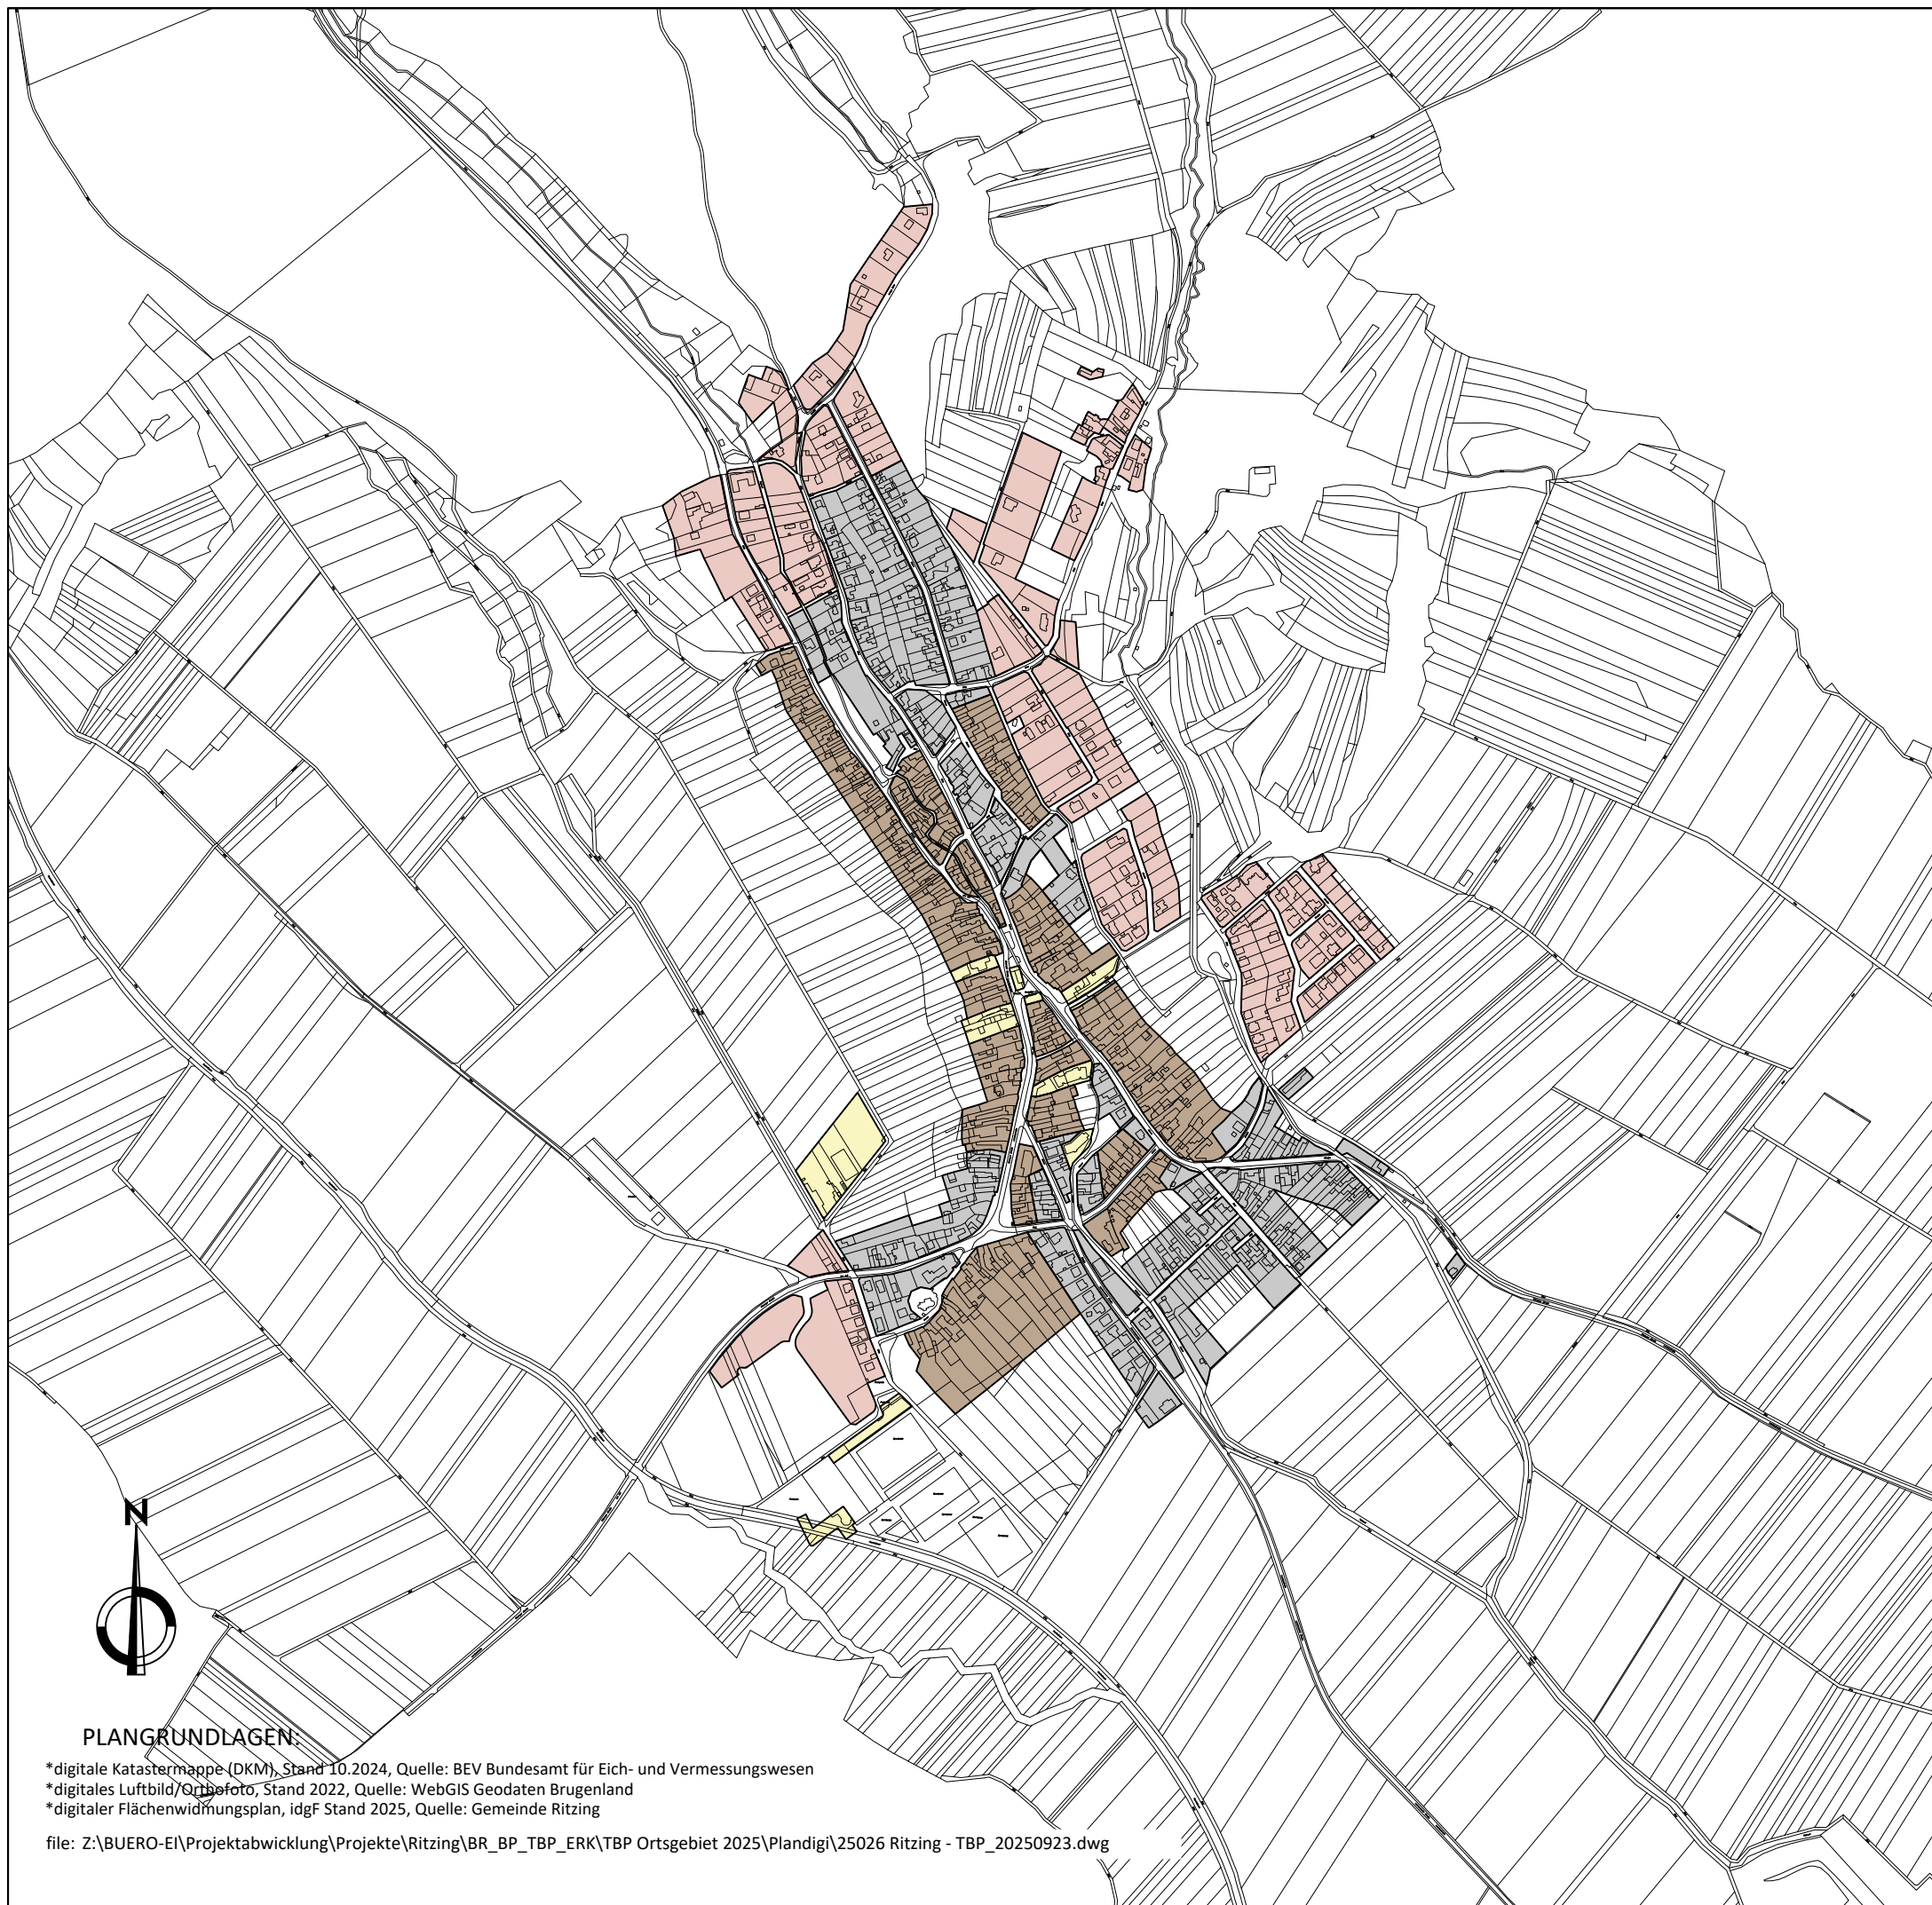 N
PLANGRUNDLAGEN:
*digitale Katastermappe (DKM), Stand 10.2024, Quelle: BEV Bundesamt für Eich- und Vermessungswesen
*digitales Luftbild/Orthofoto, Stand 2022, Quelle: WebGIS Geodaten Brugenland
*digitaler Flächenwidmungsplan, idgF Stand 2025, Quelle: Gemeinde Ritzing
file: Z:\BUERO-EI\Projektabwicklung\Projekte\Ritzing\BR_BP_TBP_ERK\TBP Ortsgebiet 2025\Plandigi\25026 Ritzing - TBP_20250923.dwg